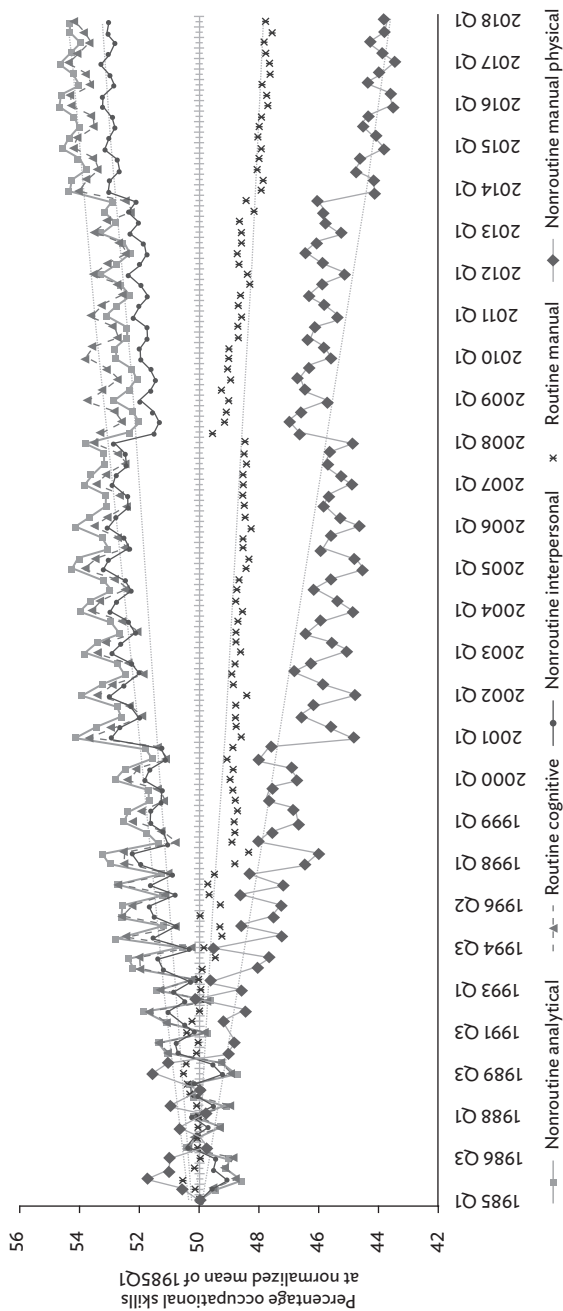 Percentage occupational skills
at normalized mean of 1985Q1
56
54
52
50
48
46
44
42
1985 Q1
1986 Q3
1988 Q1
1989 Q3
1991 Q3
1993 Q1
1994 Q3
1996 Q2
1998 Q1
1999 Q1
2000 Q1
2001 Q1
2002 Q1
2003 Q1
2004 Q1
2005 Q1
2006 Q1
2007 Q1
2008 Q1
2009 Q1
2010 Q1
2011 Q1
2012 Q1
2013 Q1
2014 Q1
2015 Q1
2016 Q1
2017 Q1
2018 Q1
Nonroutine analytical
Routine cognitive
Nonroutine interpersonal
Routine manual
Nonroutine manual physical